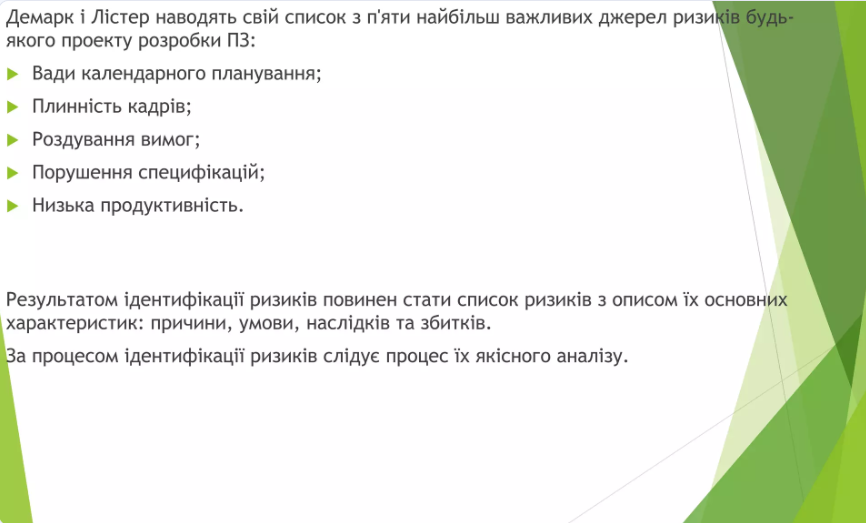 Демарк і Лістер наводять свій список з п'яти найбільш важливих джерел ризиків будь-
якого проекту розробки ПЗ:
Вади календарного планування;
Плинність кадрів;
Роздування вимог;
Порушення специфікацій;
Низька продуктивність.
Результатом ідентифікації ризиків повинен стати список ризиків з описом їх основних
характеристик: причини, умови, наслідків та збитків.
За процесом ідентифікації ризиків слідує процес їх якісного аналізу.